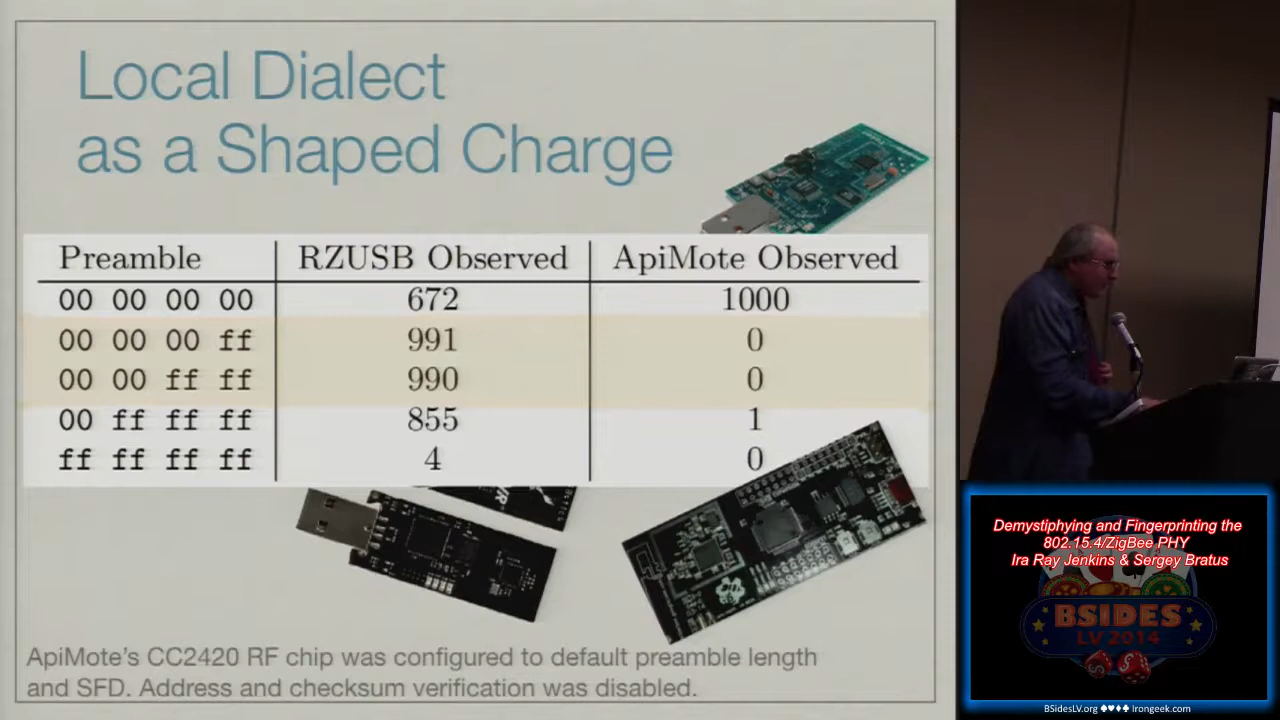 Local Dialect
as a Shaped Charge
Preamble RZUSB Observed ApiMote Observed
00 00 00 00 672 1000
00 00 00 ff 991 0
00 00 ff ff 990 0
00 ff ff ff 855 1
ff ff ff ff 4 0
ApiMote's CC2420 RF chip was configured to default preamble length
and SFD. Address and checksum verification was disabled.
Demystiphying and Fingerprinting the
802.15.4/ZigBee PHY
Ira Ray Jenkins & Sergey Bratus
BSIDES
LV 2014
BSidesLV.org ♠♥♦♣ Irongeek.com